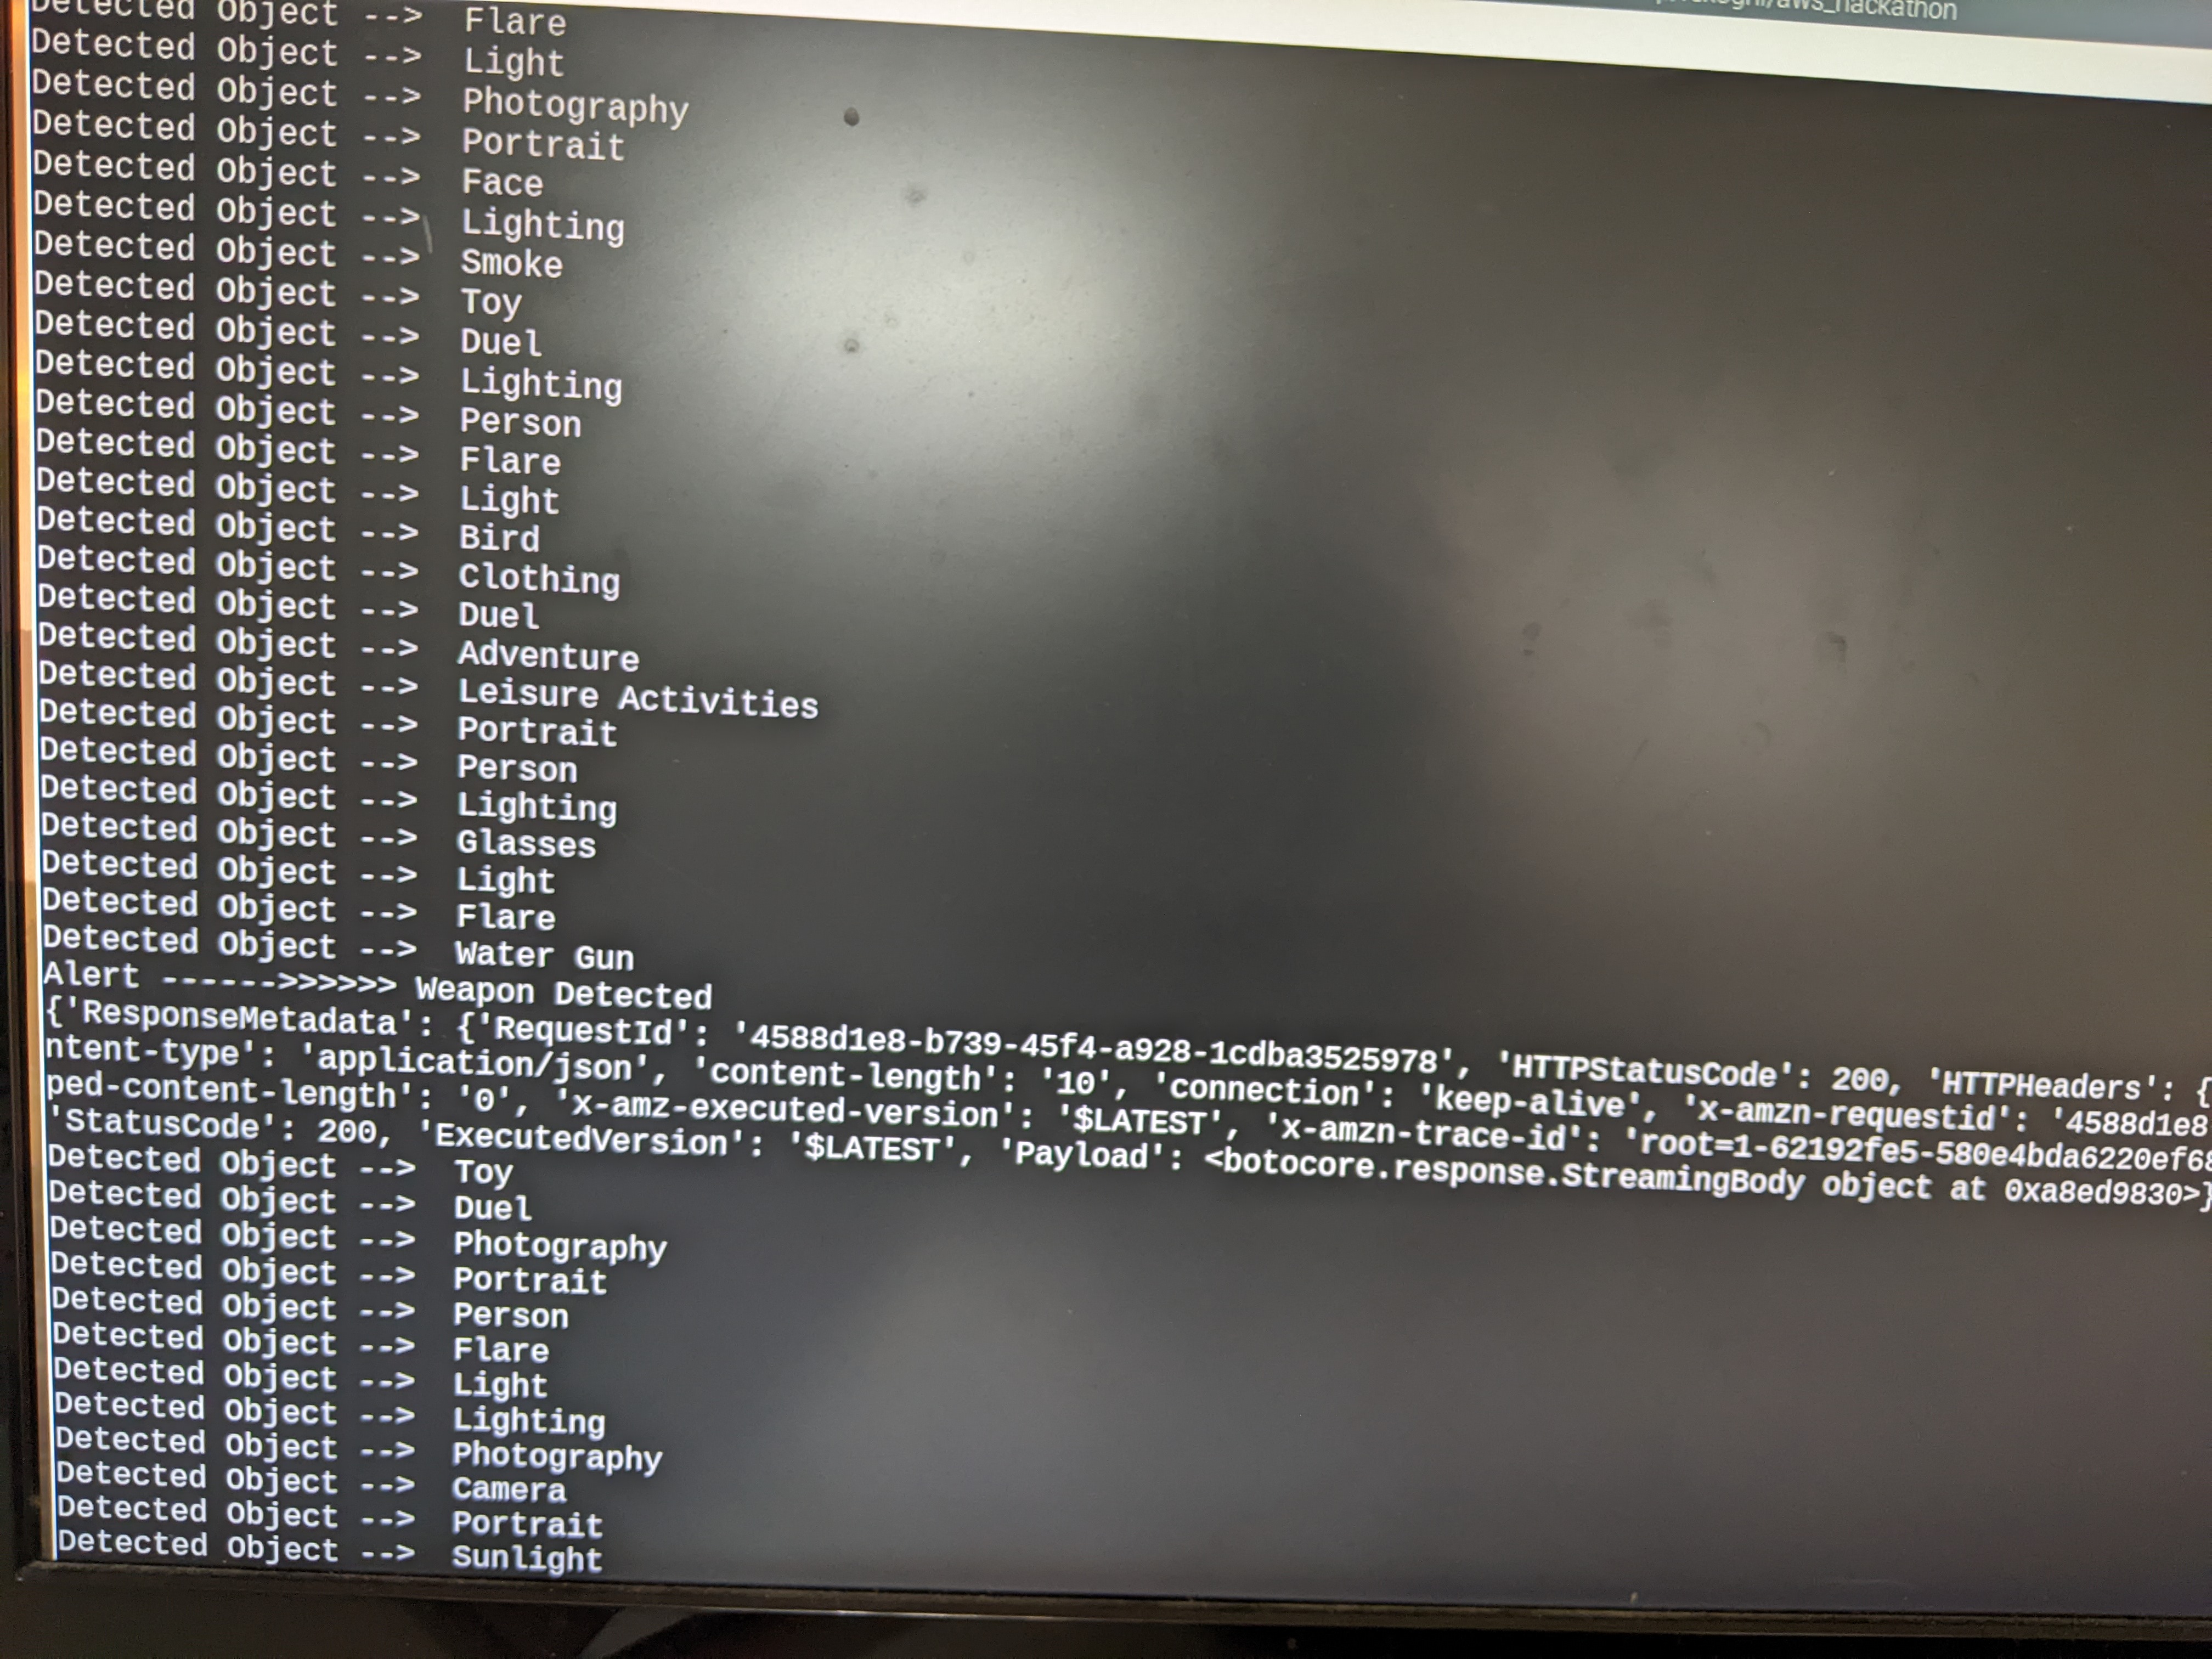 aws_hackathon
Detected Object --> Flare
Detected Object --> Light
Detected Object --> Photography
Detected Object --> Portrait
Detected Object --> Face
Detected Object --> Lighting
Detected Object --> Smoke
Detected Object --> Toy
Detected Object --> Duel
Detected Object --> Lighting
Detected Object --> Person
Detected Object --> Flare
Detected Object --> Light
Detected Object --> Bird
Detected Object --> Clothing
Detected Object --> Duel
Detected Object --> Adventure
Detected Object --> Leisure Activities
Detected Object --> Portrait
Detected Object --> Person
Detected Object --> Lighting
Detected Object --> Glasses
Detected Object --> Light
Detected Object --> Flare
Detected Object --> Water Gun
Alert ------>>>>>> Weapon Detected
{'ResponseMetadata': {'RequestId': '4588d1e8-b739-45f4-a928-1cdba3525978', 'HTTPStatusCode': 200, 'HTTPHeaders': {
ntent-type': 'application/json', 'content-length': '10', 'connection': 'keep-alive', 'x-amzn-requestid': '4588d1e8
ped-content-length': '0', 'x-amz-executed-version': '$LATEST', 'x-amzn-trace-id': 'root=1-62192fe5-580e4bda6220ef68
'StatusCode': 200, 'ExecutedVersion': '$LATEST', 'Payload': <botocore.response.StreamingBody object at 0xa8ed9830>}
Detected Object --> Toy
Detected Object --> Duel
Detected Object --> Photography
Detected Object --> Portrait
Detected Object --> Person
Detected Object --> Flare
Detected Object --> Light
Detected Object --> Lighting
Detected Object --> Photography
Detected Object --> Camera
Detected Object --> Portrait
Detected Object --> Sunlight